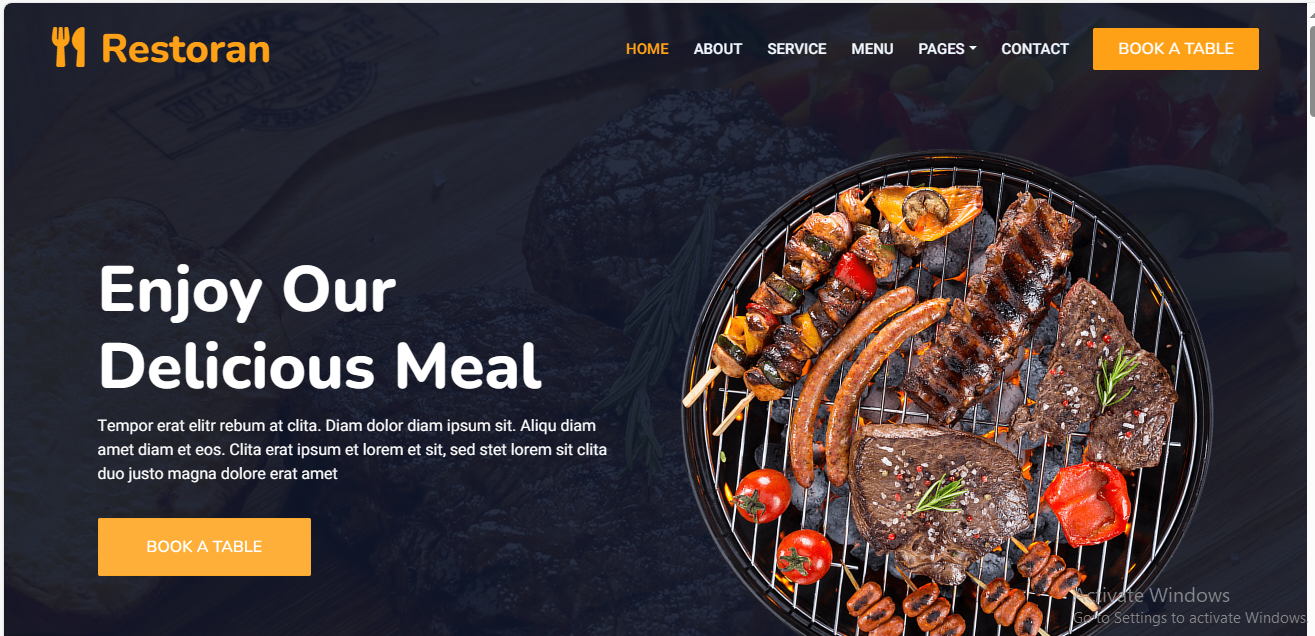 Restoran
HOME ABOUT SERVICE MENU PAGES CONTACT BOOK A TABLE
Enjoy Our
Delicious Meal
Tempor erat elitr rebum at clita. Diam dolor diam ipsum sit. Aliqu diam
amet diam et eos. Clita erat ipsum et lorem et sit, sed stet lorem sit clita
duo justo magna dolore erat amet
BOOK A TABLE
Activate Windows
Go to Settings to activate Windows